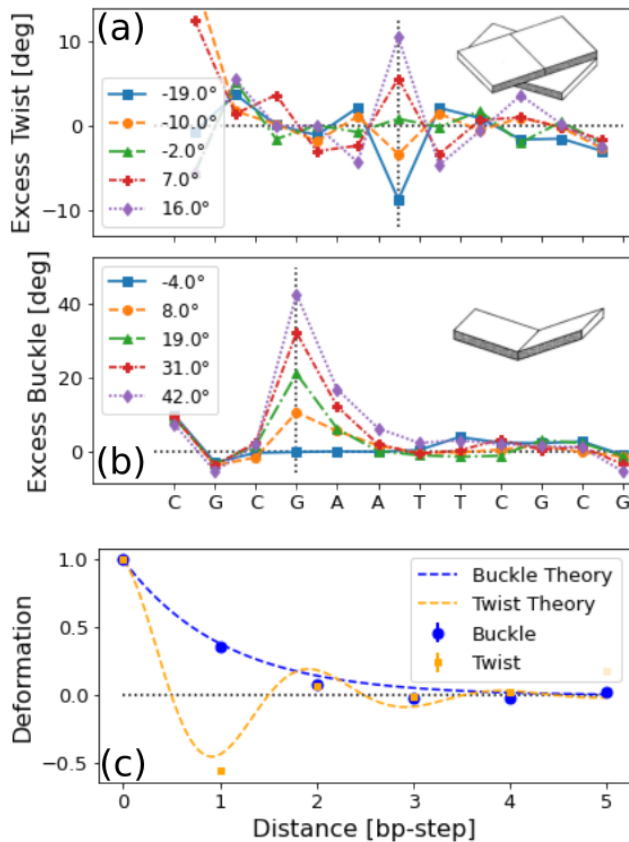 (a)
Excess Twist [deg]
10
0
−10
-19.0°
-10.0°
-2.0°
7.0°
16.0°
(b)
Excess Buckle [deg]
40
20
0
-4.0°
8.0°
19.0°
31.0°
42.0°
C G C G A A T T C G C G
(c)
Deformation
1.0
0.5
0.0
−0.5
Buckle Theory
Twist Theory
Buckle
Twist
0 1 2 3 4 5
Distance [bp-step]